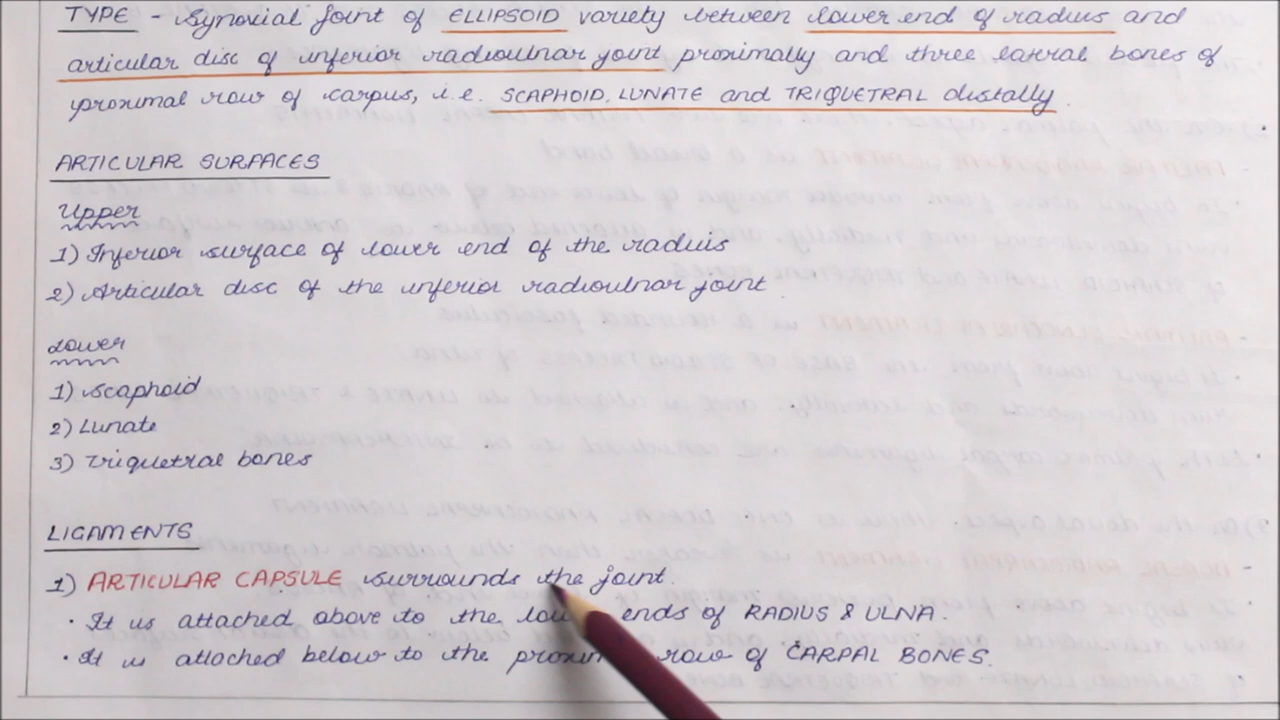 TYPE - Synovial joint of ELLIPSOID variety between lower end of radius and
articular disc of inferior radioulnar joint proximally and three lateral bones of
proximal row of carpus, i.e. SCAPHOID, LUNATE and TRIQUETRAL distally.
ARTICULAR SURFACES
Upper
1) Inferior surface of lower end of the radius
2) Articular disc of the inferior radioulnar joint
Lower
1) Scaphoid
2) Lunate
3) Triquetral bones
LIGAMENTS
1) ARTICULAR CAPSULE surrounds the joint.
· It is attached above to the ends of RADIUS & ULNA.
· It is attached below to the row of CARPAL BONES.